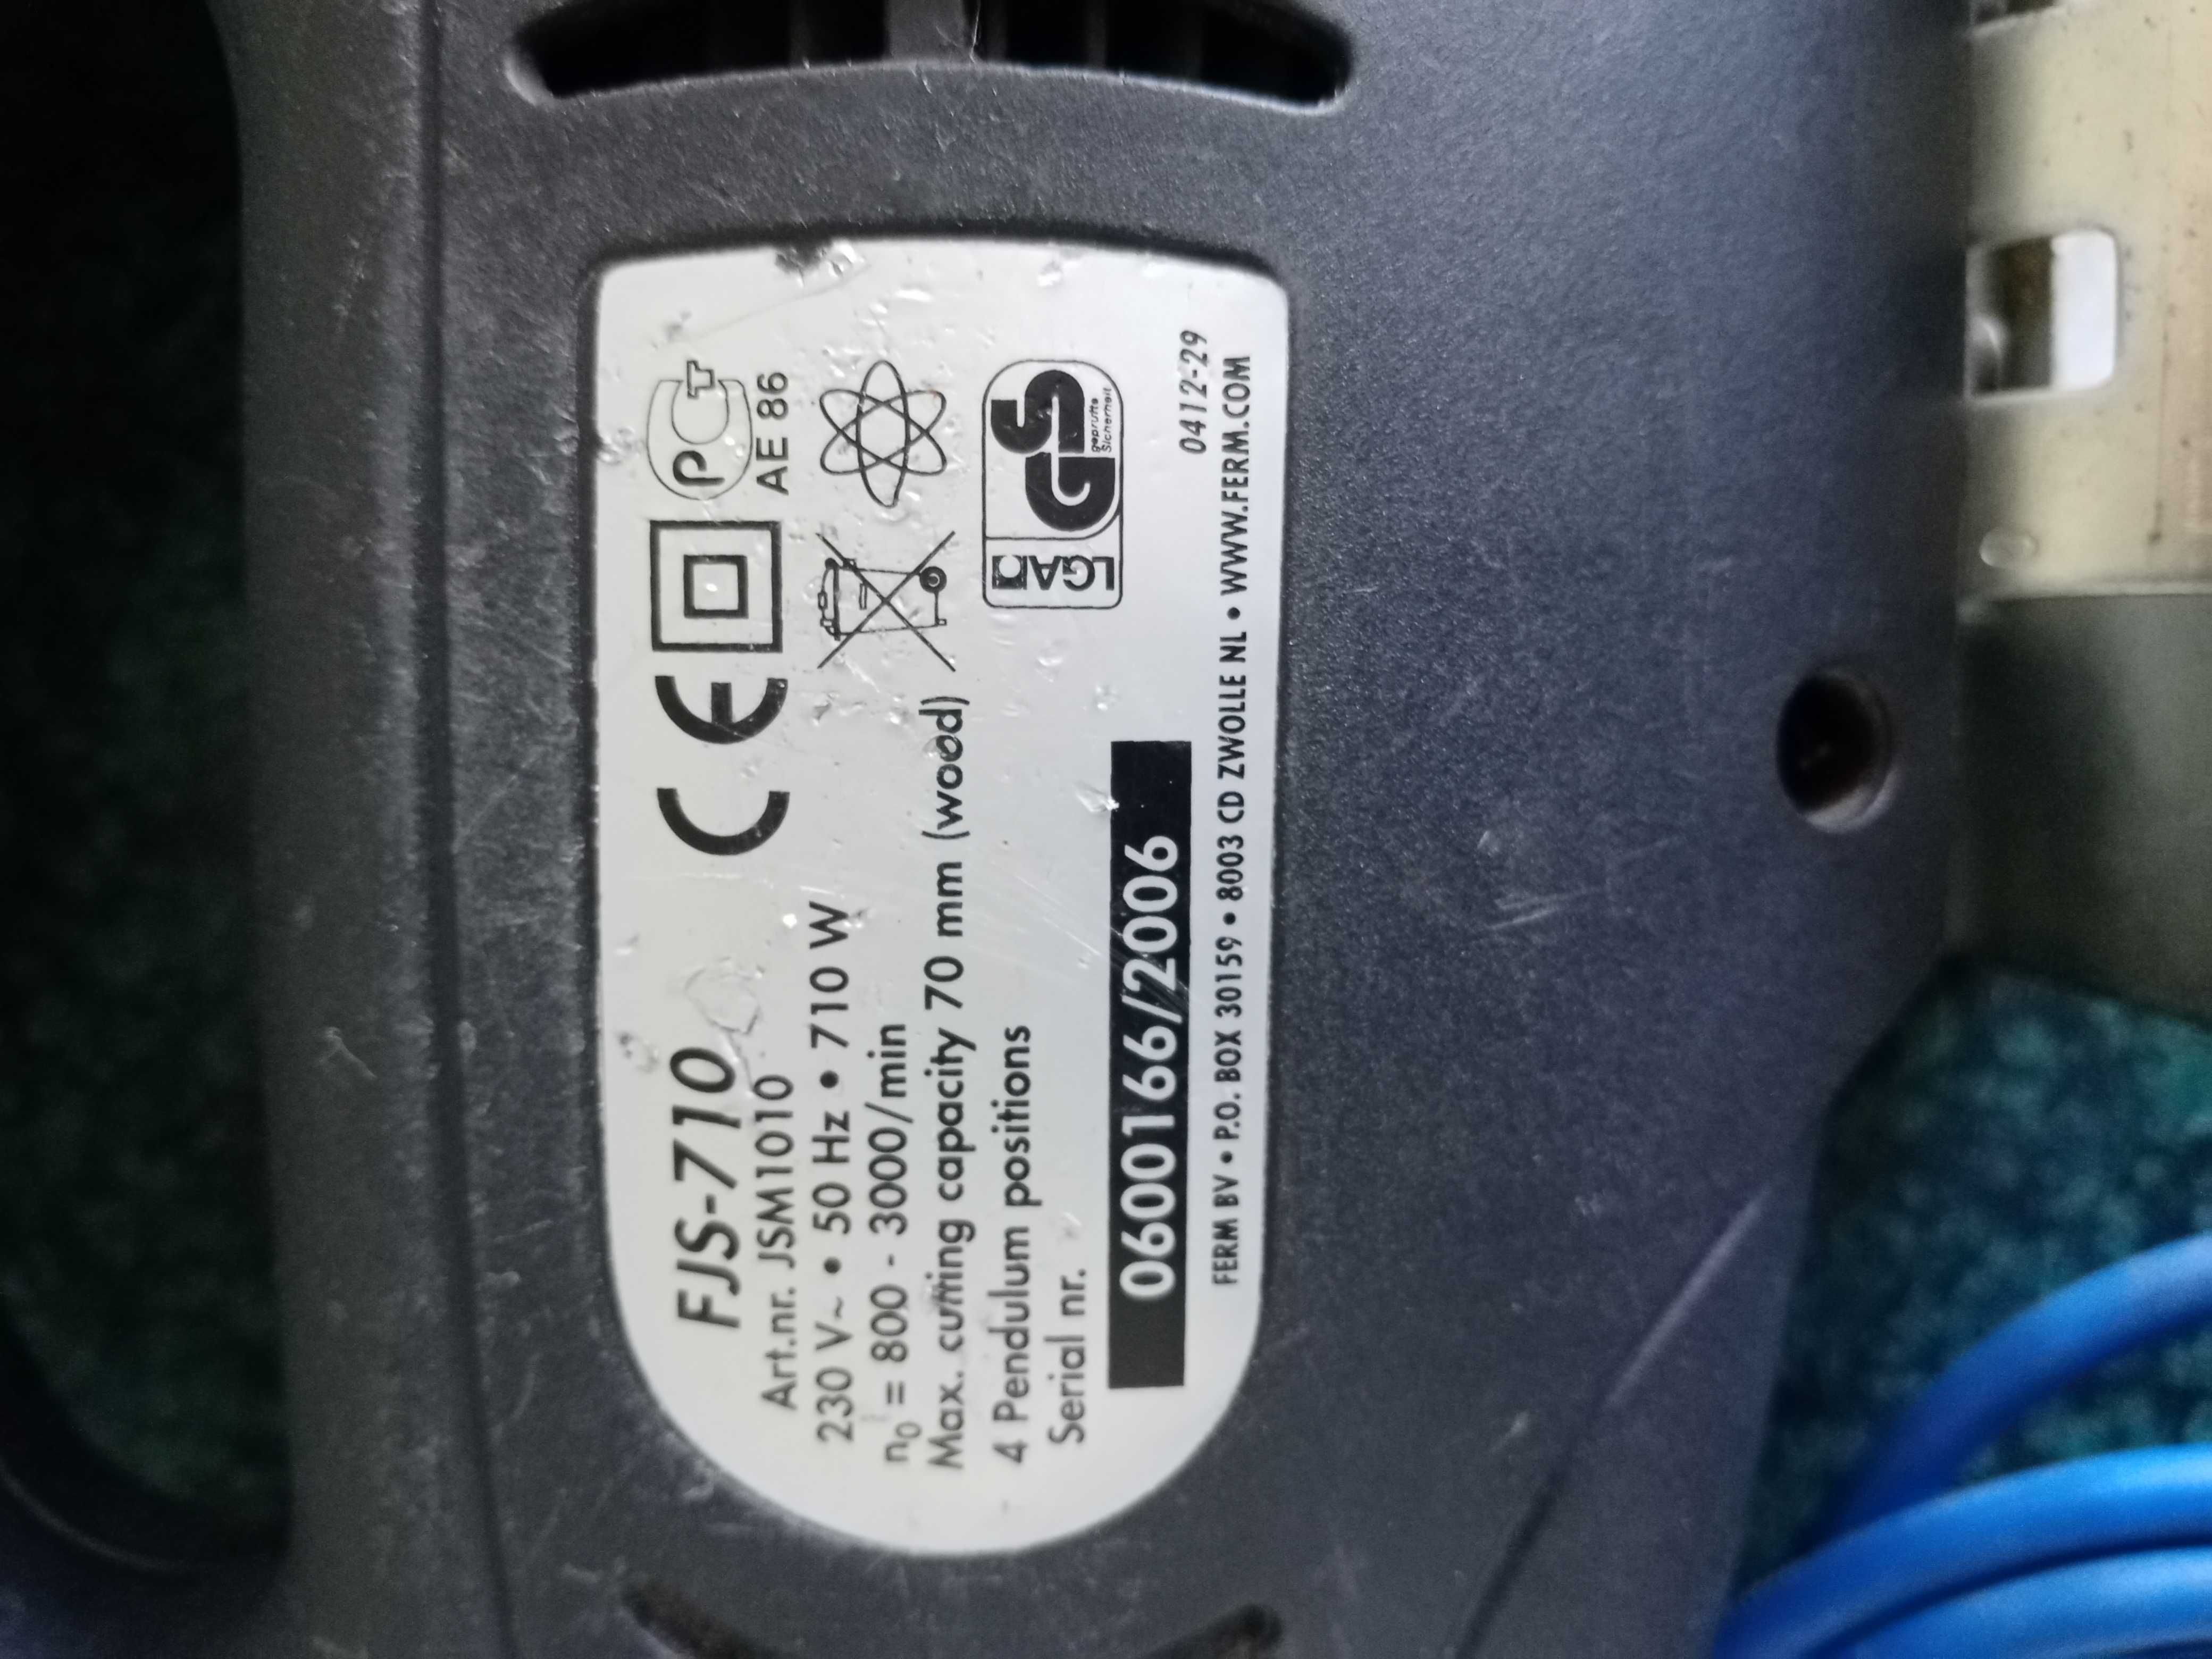 FJS-710
Art.nr. JSM1010
230 V~ • 50 Hz • 710 W
n₀ = 800 - 3000/min
Max. cutting capacity 70 mm (wood)
4 Pendulum positions
Serial nr.
0600166/2006
CE
РСТ
AE 86
LGA
GS
geprüfte
Sicherheit
0412-29
FERM BV • P.O. BOX 30159 • 8003 CD ZWOLLE NL • WWW.FERM.COM